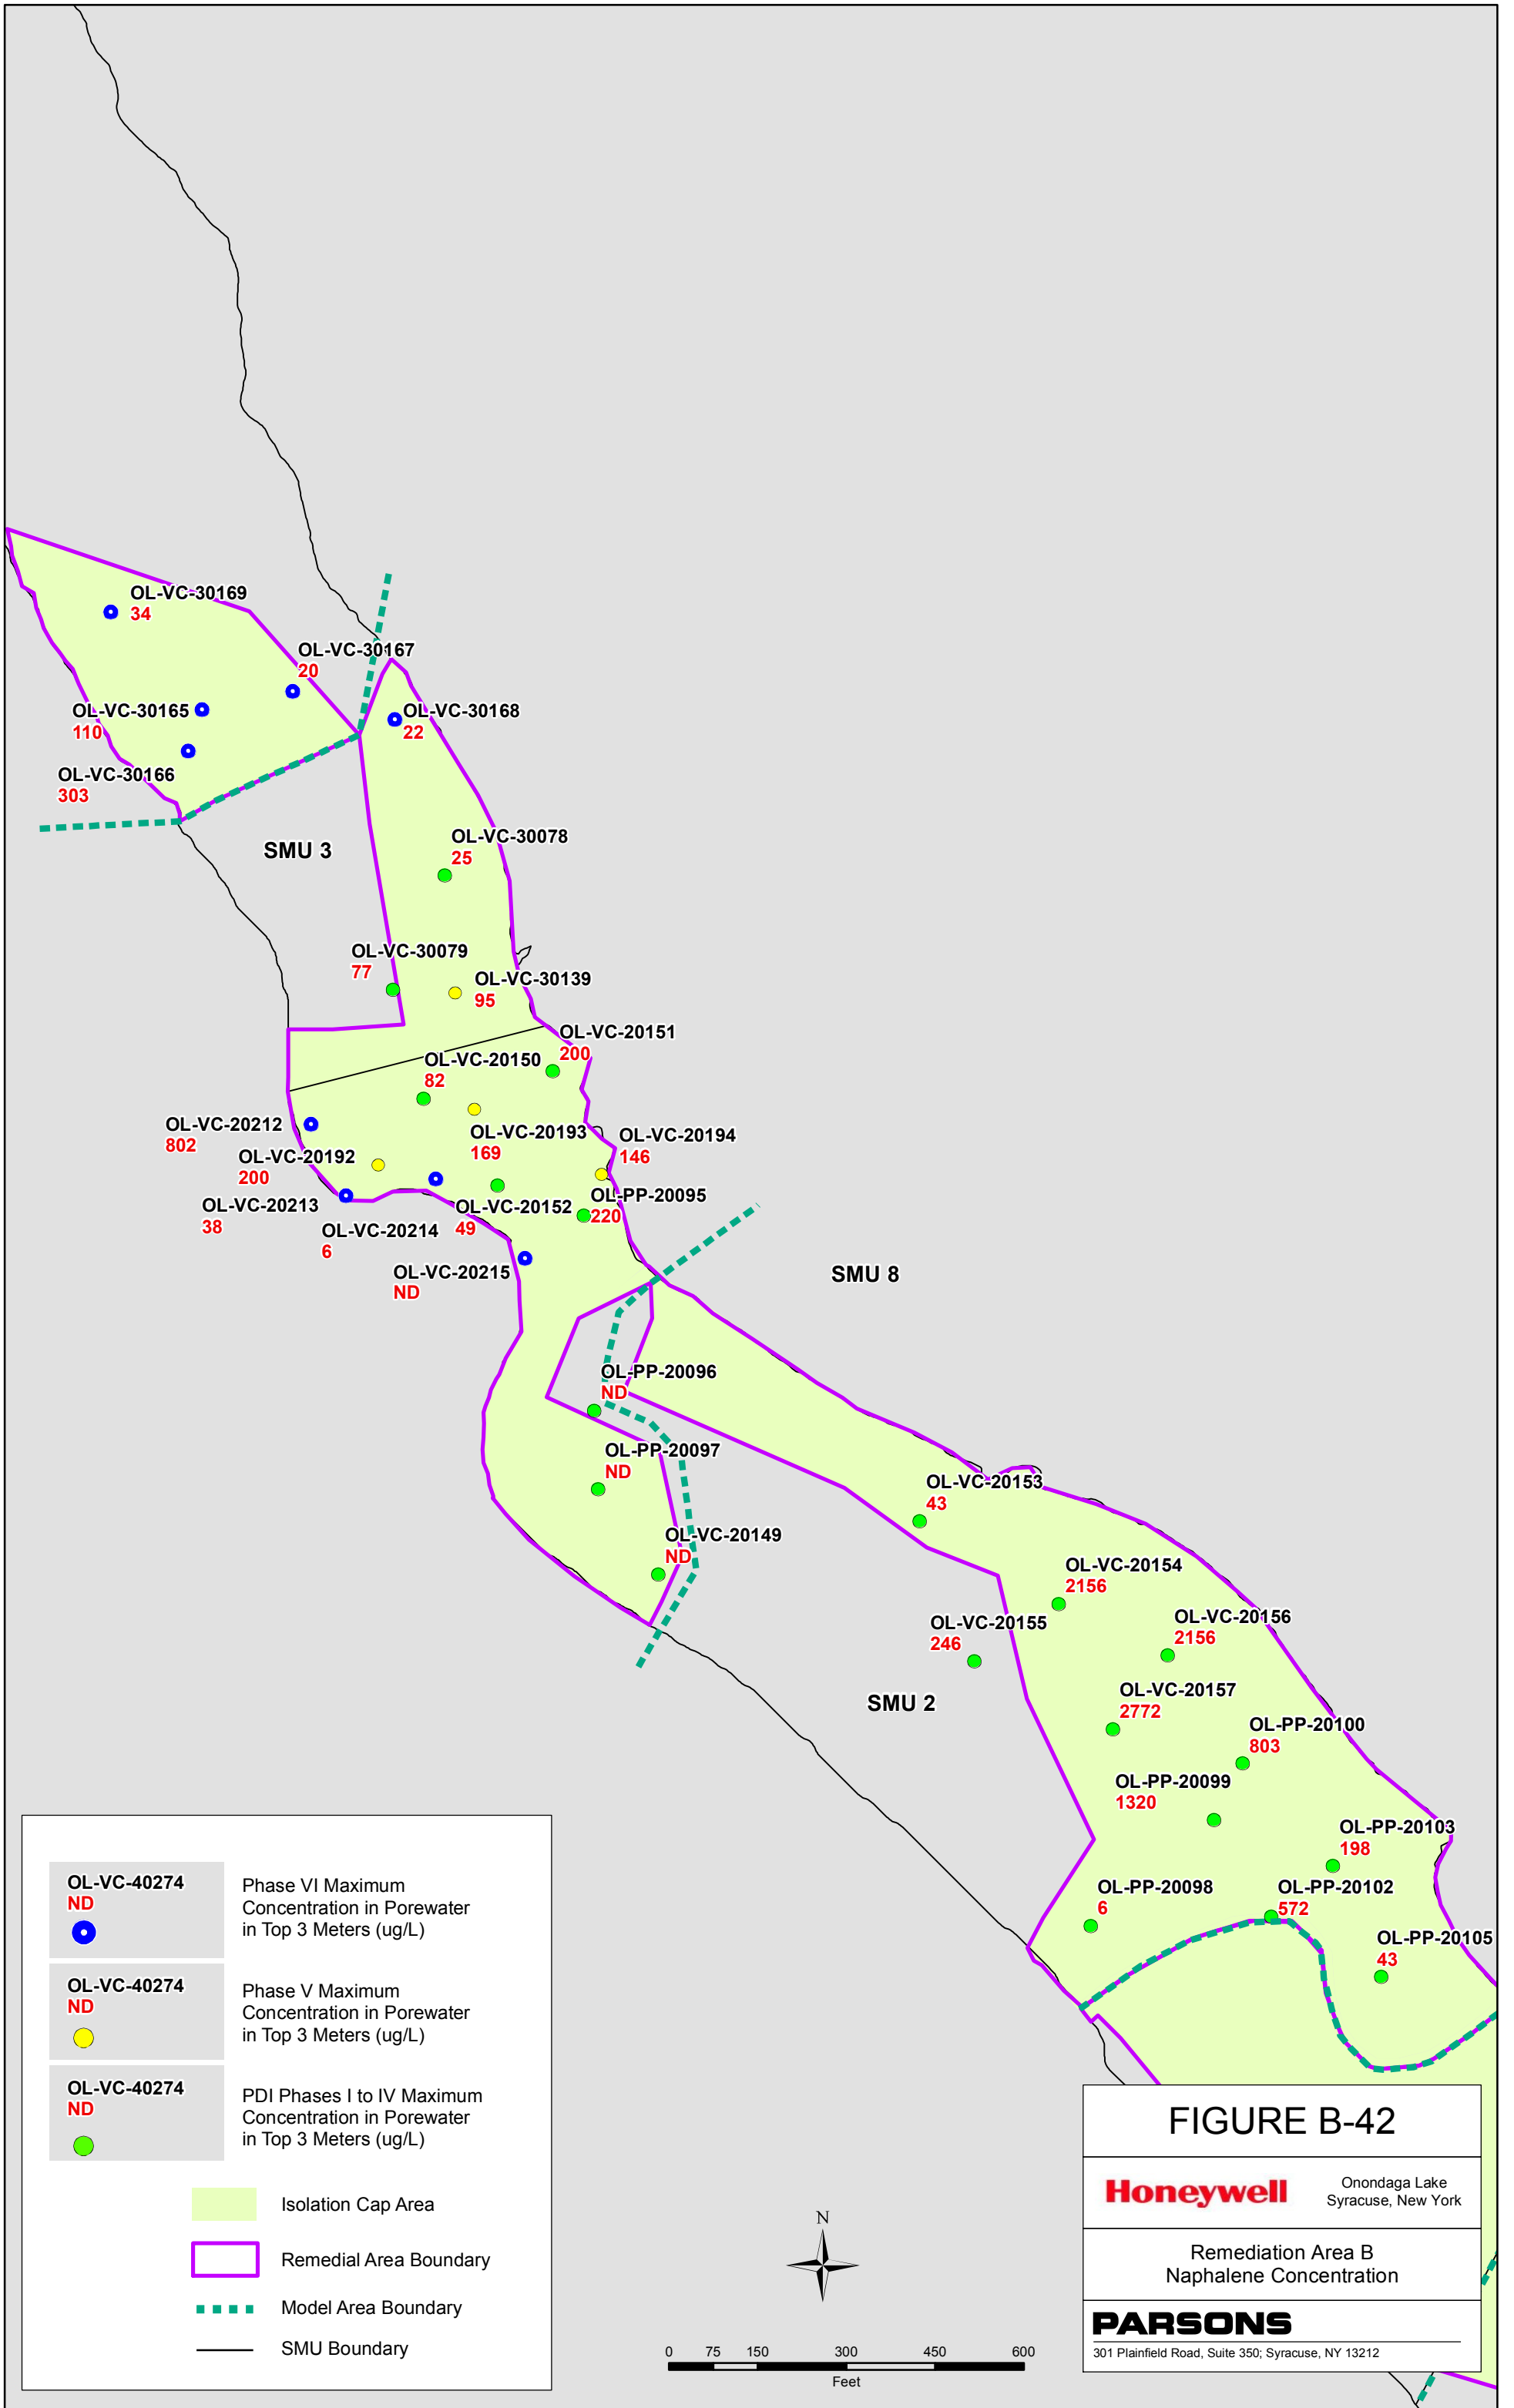 OL-VC-30169
34
OL-VC-30167
20
OL-VC-30165
110
OL-VC-30168
22
OL-VC-30166
303
SMU 3
OL-VC-30078
25
OL-VC-30079
77
OL-VC-30139
95
OL-VC-20151
200
OL-VC-20150
82
OL-VC-20212
802
OL-VC-20193
169
OL-VC-20194
146
OL-VC-20192
200
OL-VC-20213
38
OL-VC-20152
49
OL-PP-20095
220
OL-VC-20214
6
OL-VC-20215
ND
SMU 8
OL-PP-20096
ND
OL-PP-20097
ND
OL-VC-20153
43
OL-VC-20149
ND
OL-VC-20154
2156
OL-VC-20155
246
OL-VC-20156
2156
SMU 2
OL-VC-20157
2772
OL-PP-20100
803
OL-PP-20099
1320
OL-PP-20103
198
OL-PP-20098
6
OL-PP-20102
572
OL-PP-20105
43
OL-VC-40274
ND
Phase VI Maximum
Concentration in Porewater
in Top 3 Meters (ug/L)
OL-VC-40274
ND
Phase V Maximum
Concentration in Porewater
in Top 3 Meters (ug/L)
OL-VC-40274
ND
PDI Phases I to IV Maximum
Concentration in Porewater
in Top 3 Meters (ug/L)
Isolation Cap Area
Remedial Area Boundary
Model Area Boundary
SMU Boundary
N
0 75 150 300 450 600
Feet
FIGURE B-42
Honeywell
Onondaga Lake
Syracuse, New York
Remediation Area B
Naphalene Concentration
PARSONS
301 Plainfield Road, Suite 350; Syracuse, NY 13212